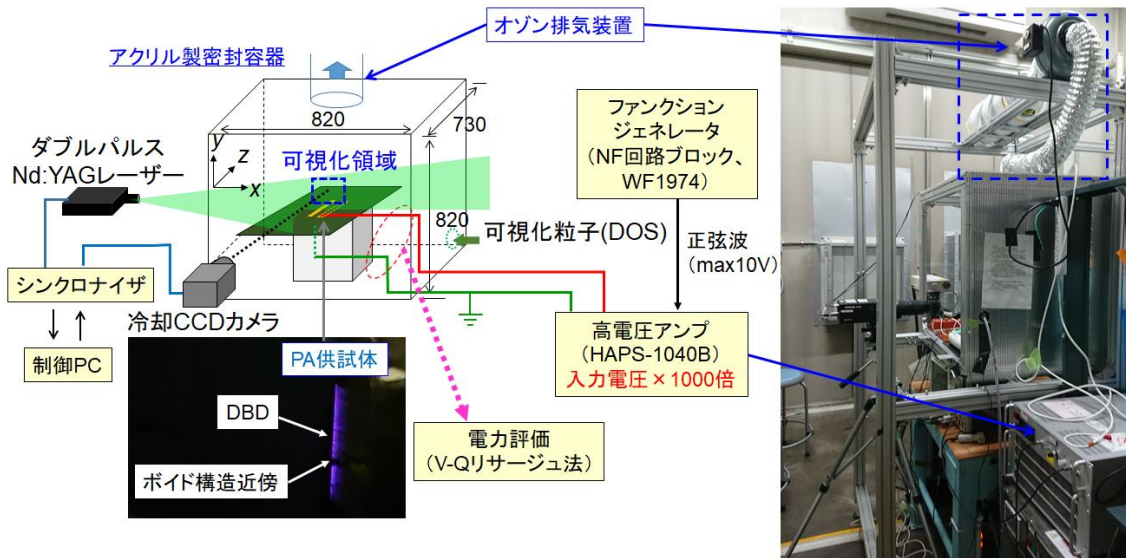 オゾン排気装置
アクリル製密封容器
820
730
ファンクション
ジェネレータ
(NF回路ブロック、
WF1974)
ダブルパルス
Nd:YAGレーザー
y
z
x
可視化領域
820
可視化粒子(DOS)
正弦波
(max10V)
シンクロナイザ
冷却CCDカメラ
制御PC
PA供試体
高電圧アンプ
(HAPS-1040B)
入力電圧×1000倍
DBD
ボイド構造近傍
電力評価
(V-Qリサージュ法)